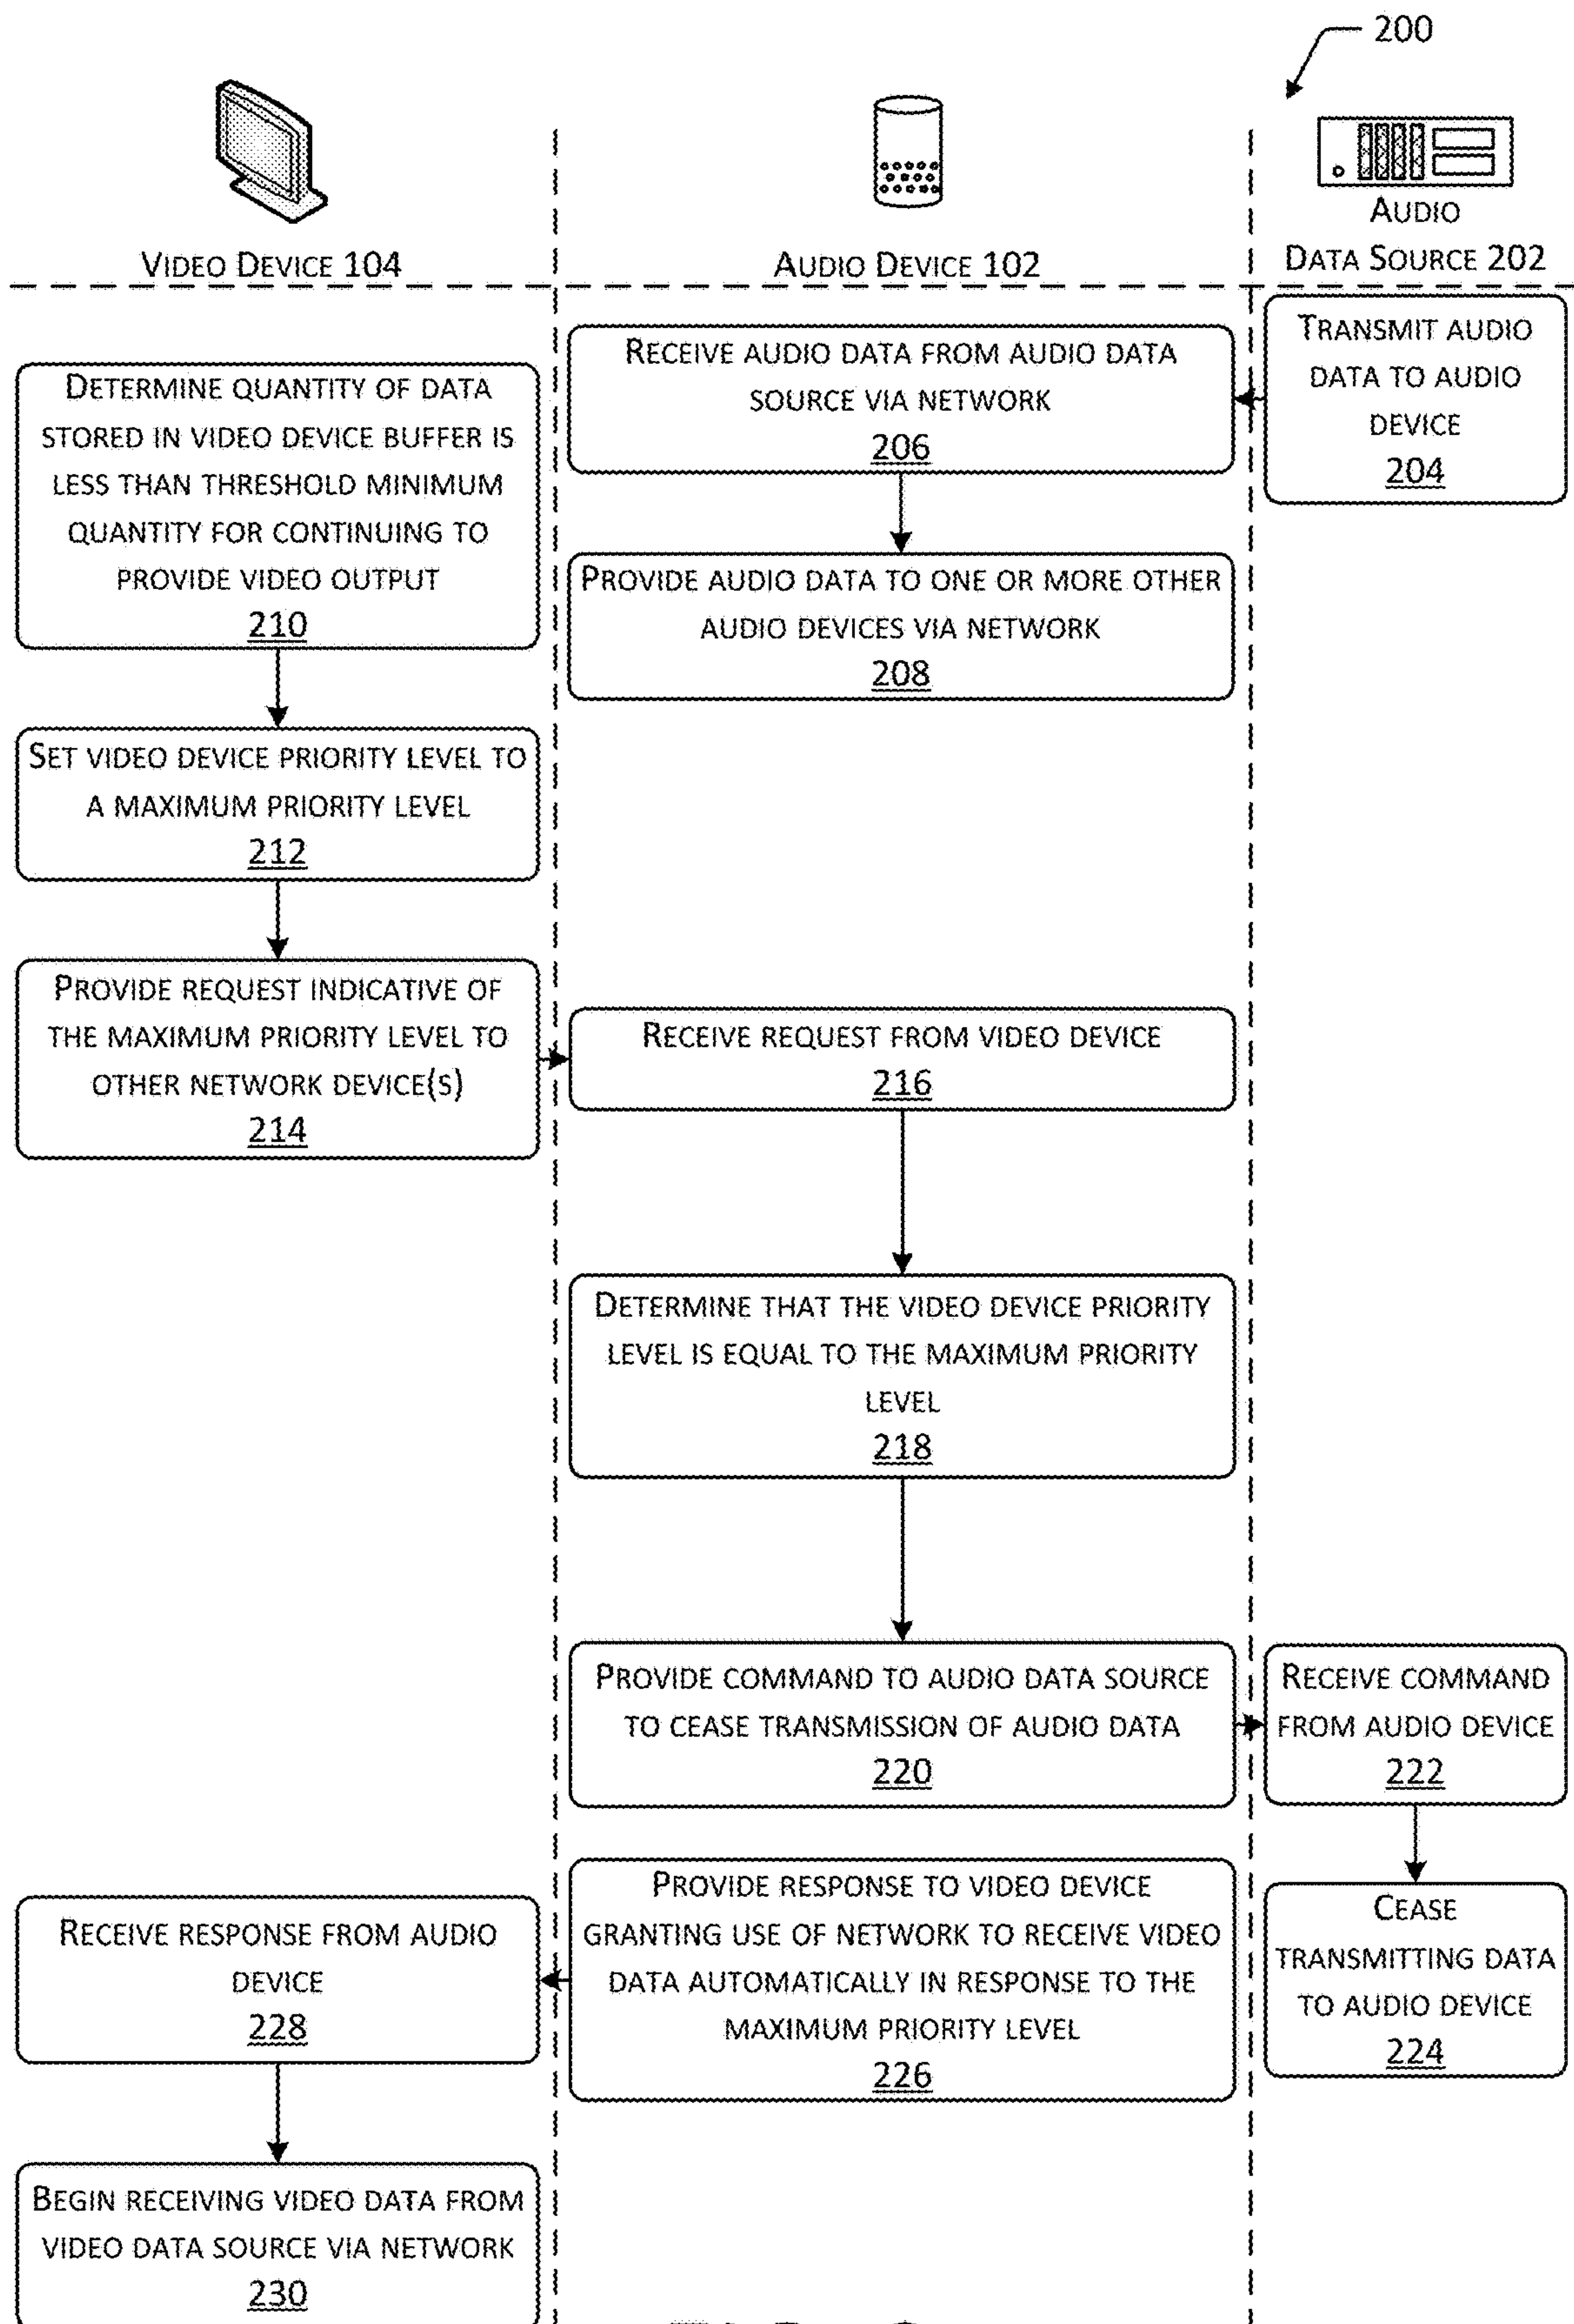 200
VIDEO DEVICE 104
AUDIO DEVICE 102
AUDIO
DATA SOURCE 202
DETERMINE QUANTITY OF DATA
STORED IN VIDEO DEVICE BUFFER IS
LESS THAN THRESHOLD MINIMUM
QUANTITY FOR CONTINUING TO
PROVIDE VIDEO OUTPUT
210
RECEIVE AUDIO DATA FROM AUDIO DATA
SOURCE VIA NETWORK
206
TRANSMIT AUDIO
DATA TO AUDIO
DEVICE
204
PROVIDE AUDIO DATA TO ONE OR MORE OTHER
AUDIO DEVICES VIA NETWORK
208
SET VIDEO DEVICE PRIORITY LEVEL TO
A MAXIMUM PRIORITY LEVEL
212
PROVIDE REQUEST INDICATIVE OF
THE MAXIMUM PRIORITY LEVEL TO
OTHER NETWORK DEVICE(S)
214
RECEIVE REQUEST FROM VIDEO DEVICE
216
DETERMINE THAT THE VIDEO DEVICE PRIORITY
LEVEL IS EQUAL TO THE MAXIMUM PRIORITY
LEVEL
218
PROVIDE COMMAND TO AUDIO DATA SOURCE
TO CEASE TRANSMISSION OF AUDIO DATA
220
RECEIVE COMMAND
FROM AUDIO DEVICE
222
CEASE
TRANSMITTING DATA
TO AUDIO DEVICE
224
PROVIDE RESPONSE TO VIDEO DEVICE
GRANTING USE OF NETWORK TO RECEIVE VIDEO
DATA AUTOMATICALLY IN RESPONSE TO THE
MAXIMUM PRIORITY LEVEL
226
RECEIVE RESPONSE FROM AUDIO
DEVICE
228
BEGIN RECEIVING VIDEO DATA FROM
VIDEO DATA SOURCE VIA NETWORK
230